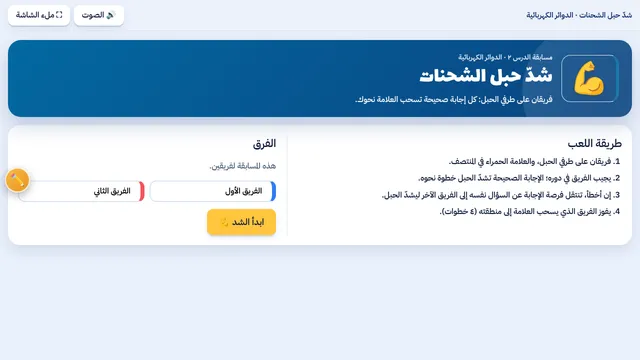 شدّ حبل الشحنات · الدوائر الكهربائية
الصوت
ملء الشاشة
مسابقة الدرس ٢ · الدوائر الكهربائية
شدّ حبل الشحنات
فريقان على طرفي الحبل: كل إجابة صحيحة تسحب العلامة نحوك.
طريقة اللعب
1. فريقان على طرفي الحبل، والعلامة الحمراء في المنتصف.
2. يجيب الفريق في دوره؛ الإجابة الصحيحة تشدّ الحبل خطوة نحوه.
3. إن أخطأ، تنتقل فرصة الإجابة عن السؤال نفسه إلى الفريق الآخر ليشدّ الحبل.
4. يفوز الفريق الذي يسحب العلامة إلى منطقته (٤ خطوات).
الفرق
هذه المسابقة لفريقين.
الفريق الأول
الفريق الثاني
ابدأ الشد